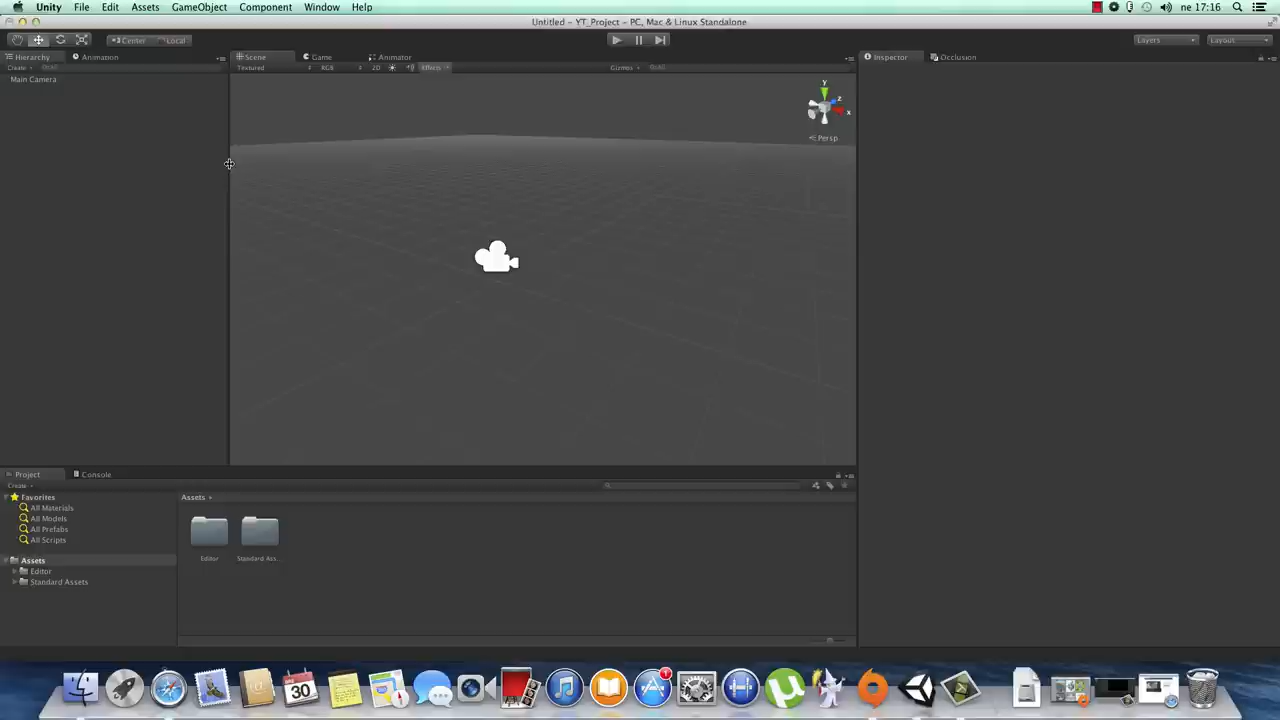 Unity File Edit Assets GameObject Component Window Help ne 17:16
Untitled – YT_Project – PC, Mac & Linux Standalone
Center Local Layers Layout
Hierarchy Animation Scene Game Animator Inspector Occlusion
Create Textured RGB 2D Effects Gizmos
Main Camera
y
z
x
Persp
Project Console
Create
Favorites Assets
All Materials
All Models
All Prefabs
All Scripts
Editor Standard Ass...
Assets
Editor
Standard Assets
30
1